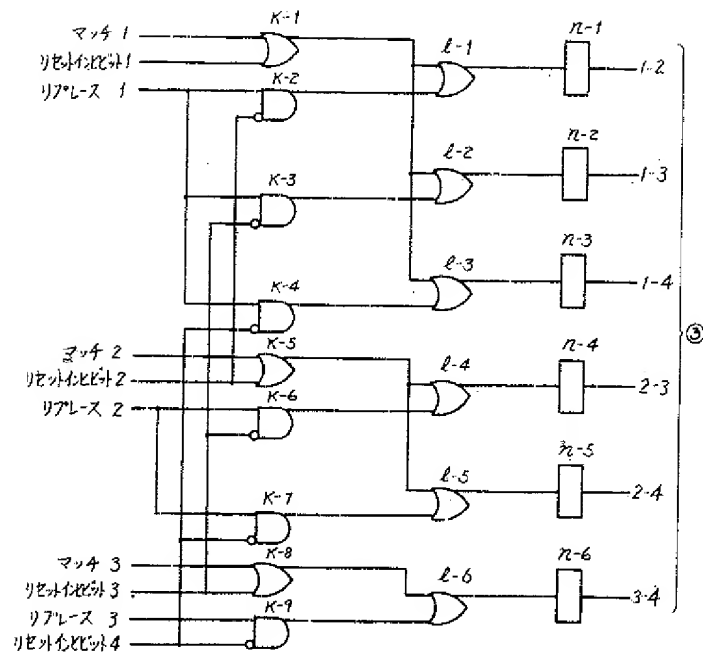 マッチ 1
リセットインヒビット1
リプレース 1
K-1
K-2
K-3
K-4
マッチ 2
リセットインヒビット2
リプレース 2
K-5
K-6
K-7
マッチ 3
リセットインヒビット3
リプレース 3
リセットインヒビット4
K-8
K-9
l-1
l-2
l-3
l-4
l-5
l-6
n-1
n-2
n-3
n-4
n-5
n-6
1-2
1-3
1-4
2-3
2-4
3-4
③